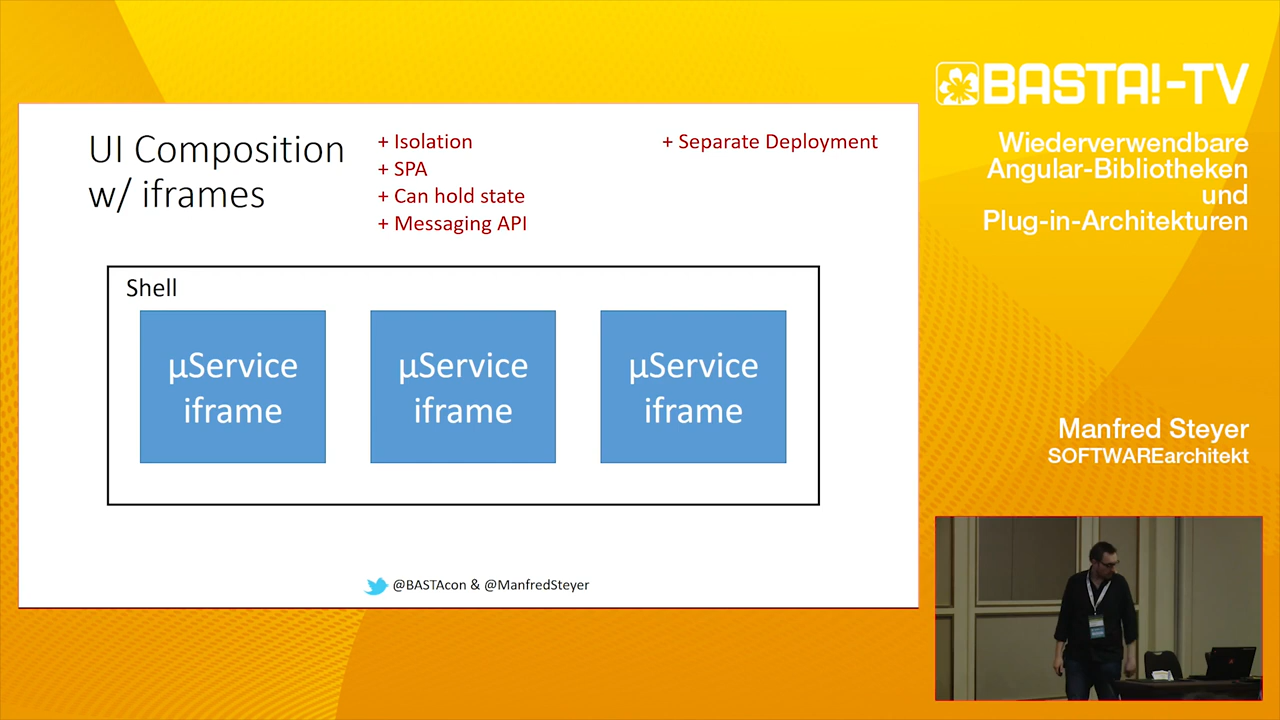 UI Composition
w/ iframes
+ Isolation
+ SPA
+ Can hold state
+ Messaging API
+ Separate Deployment
Shell
µService
iframe
µService
iframe
µService
iframe
@BASTAcon & @ManfredSteyer
BASTA!-TV
Wiederverwendbare
Angular-Bibliotheken
und
Plug-in-Architekturen
Manfred Steyer
SOFTWAREarchitekt